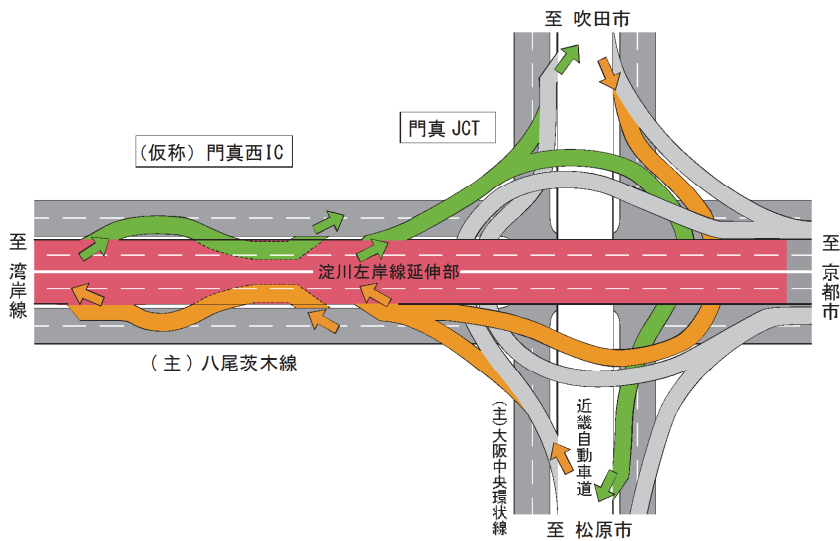 至 吹田市
門真 JCT
(仮称) 門真西IC
至 湾岸線
淀川左岸線延伸部
至 京都市
(主) 八尾茨木線
(主)大阪中央環状線
近畿自動車道
至 松原市